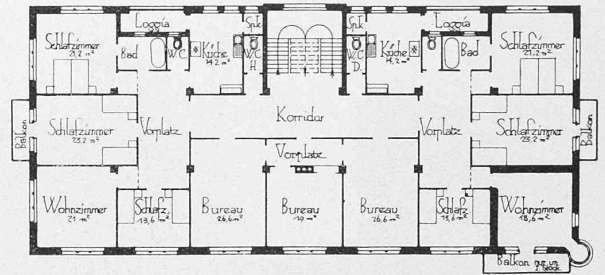 Loggia
Spk
Spk
Loggia
Schlafzimmer
21,2 m²
Bad
W.C.
Küche
14,2 m²
W.C.
H.
W.C.
D.
Küche
14,2 m²
Bad
Schlafzimmer
21,2 m²
Balkon
Schlafzimmer
23,2 m²
Vorplatz
Korridor
Vorplatz
Schlafzimmer
23,2 m²
Balkon
Vorplatz
Wohnzimmer
21 m²
Schlafz.
13,6 m²
Bureau
26,6 m²
Bureau
19 m²
Bureau
26,6 m²
Schlafz.
13,6 m²
Wohnzimmer
18,6 m²
Balkon nur im